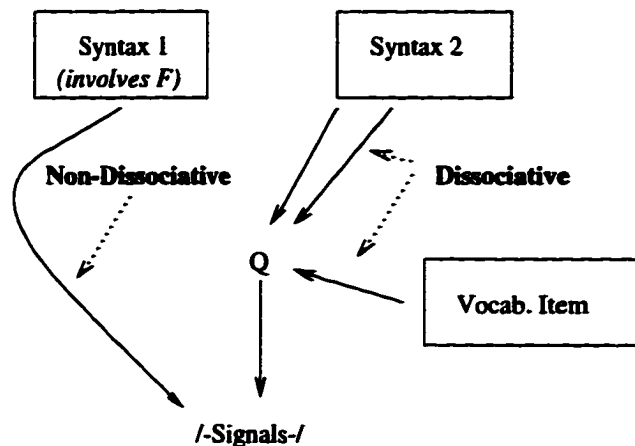 Syntax 1
(involves F)
Syntax 2
Non-Dissociative
Dissociative
Q
Vocab. Item
/-Signals-/